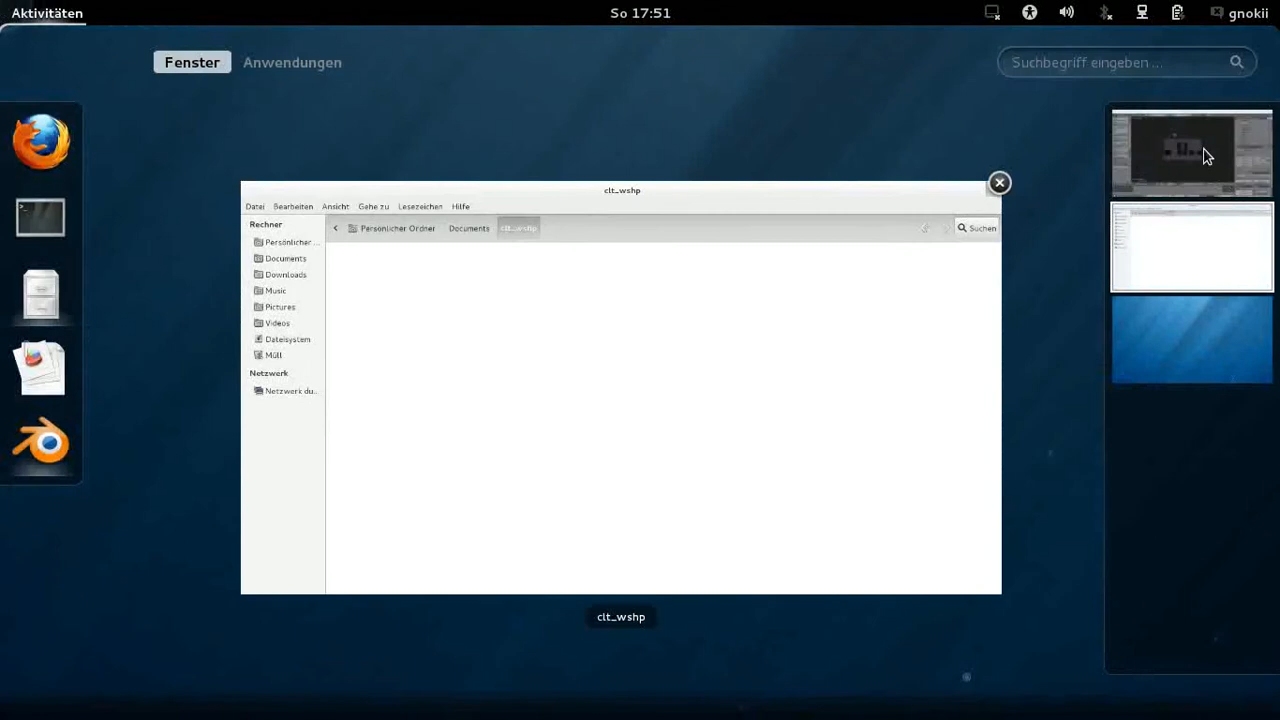 Aktivitäten So 17:51 gnokii
Fenster Anwendungen Suchbegriff eingeben ...
clt_wshp
Datei Bearbeiten Ansicht Gehe zu Lesezeichen Hilfe
Rechner
Persönlicher Ordner Documents clt_wshp Suchen
Persönlicher ...
Documents
Downloads
Music
Pictures
Videos
Dateisystem
Müll
Netzwerk
Netzwerk du..
clt_wshp